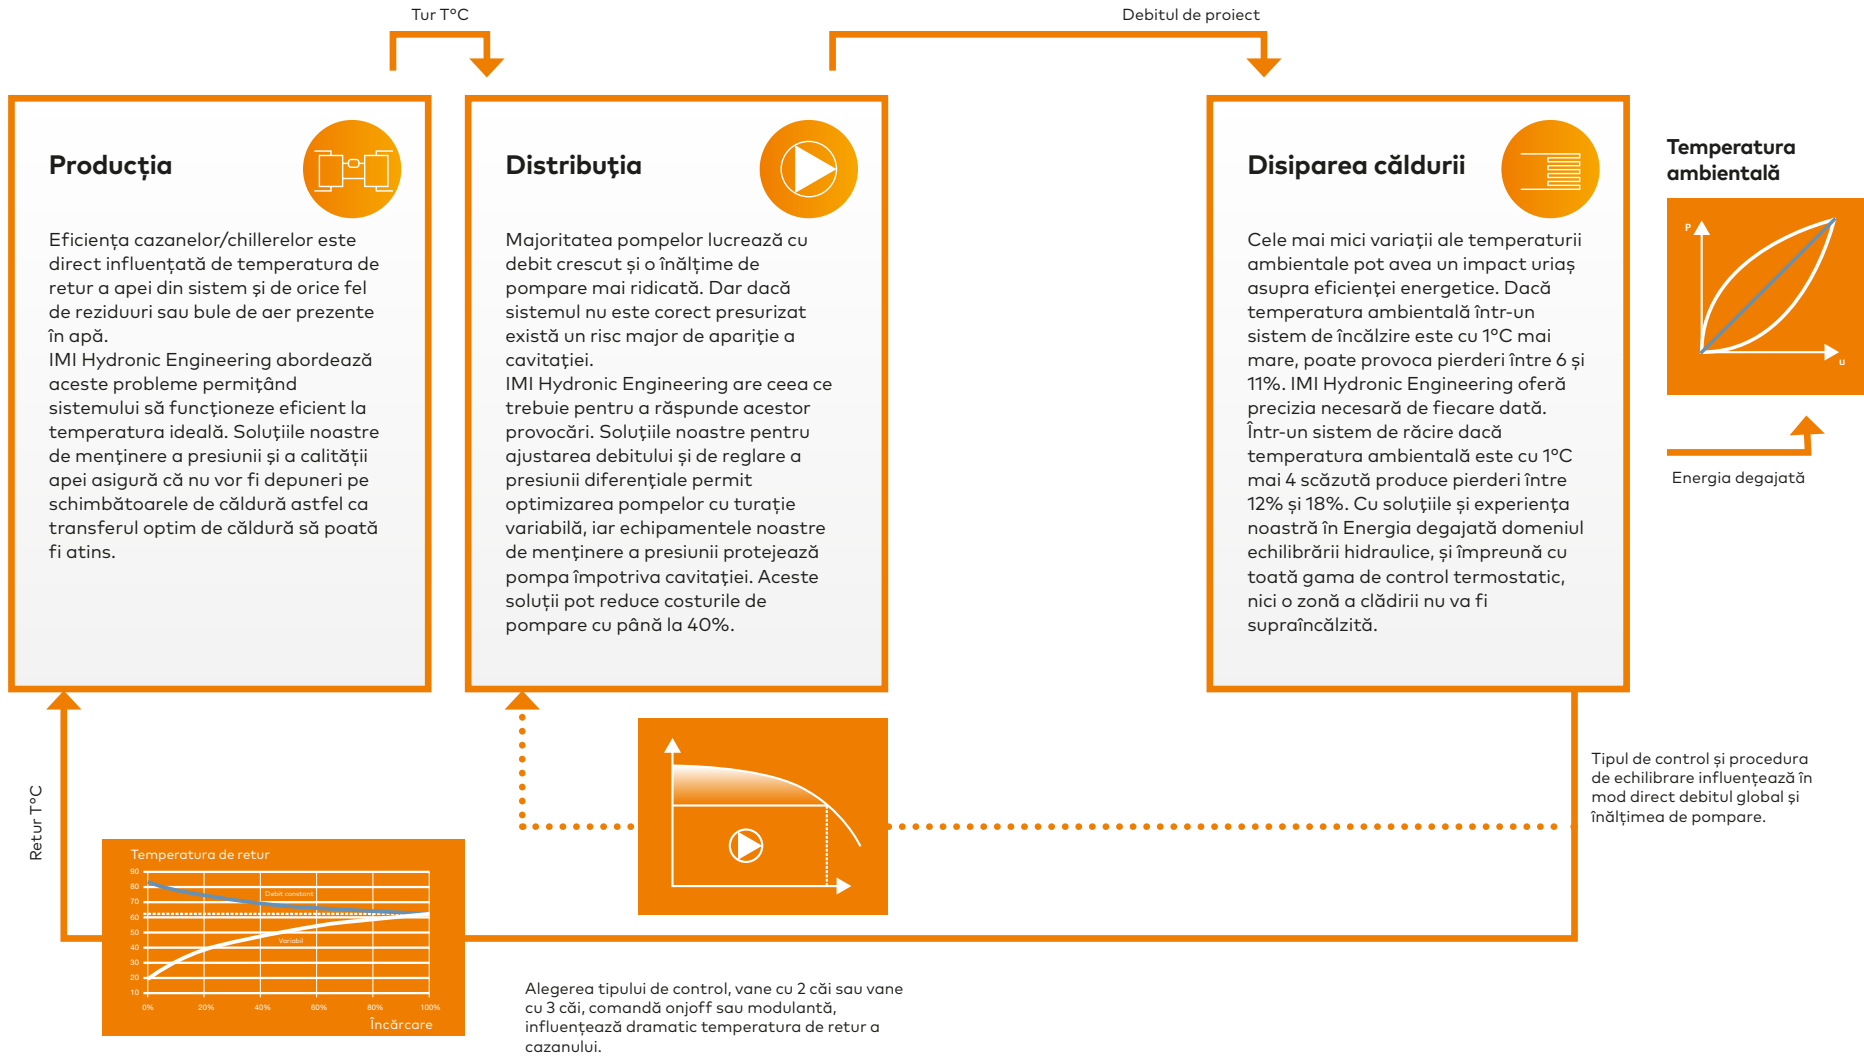 Tur T°C
Debitul de proiect
Producția
Eficiența cazanelor/chillerelor este
direct influențată de temperatura de
retur a apei din sistem și de orice fel
de reziduuri sau bule de aer prezente
în apă.
IMI Hydronic Engineering abordează
aceste probleme permițând
sistemului să funcționeze eficient la
temperatura ideală. Soluțiile noastre
de menținere a presiunii și a calității
apei asigură că nu vor fi depuneri pe
schimbătoarele de căldură astfel ca
transferul optim de căldură să poată
fi atins.
Distribuția
Majoritatea pompelor lucrează cu
debit crescut și o înălțime de
pompare mai ridicată. Dar dacă
sistemul nu este corect presurizat
există un risc major de apariție a
cavitației.
IMI Hydronic Engineering are ceea ce
trebuie pentru a răspunde acestor
provocări. Soluțiile noastre pentru
ajustarea debitului și de reglare a
presiunii diferențiale permit
optimizarea pompelor cu turație
variabilă, iar echipamentele noastre
de menținere a presiunii protejează
pompa împotriva cavitației. Aceste
soluții pot reduce costurile de
pompare cu până la 40%.
Disiparea căldurii
Cele mai mici variații ale temperaturii
ambientale pot avea un impact uriaș
asupra eficienței energetice. Dacă
temperatura ambientală într-un
sistem de încălzire este cu 1°C mai
mare, poate provoca pierderi între 6 și
11%. IMI Hydronic Engineering oferă
precizia necesară de fiecare dată.
Într-un sistem de răcire dacă
temperatura ambientală este cu 1°C
mai 4 scăzută produce pierderi între
12% și 18%. Cu soluțiile și experiența
noastră în Energia degajată domeniul
echilibrării hidraulice, și împreună cu
toată gama de control termostatic,
nici o zonă a clădirii nu va fi
supraîncălzită.
Temperatura
ambientală
P
u
Energia degajată
Tipul de control și procedura
de echilibrare influențează în
mod direct debitul global și
înălțimea de pompare.
Retur T°C
Temperatura de retur
90
80
70
60
50
40
30
20
10
Debit constant
Variabil
0%
20%
40%
60%
80%
100%
Încărcare
Alegerea tipului de control, vane cu 2 căi sau vane
cu 3 căi, comandă onjoff sau modulantă,
influențează dramatic temperatura de retur a
cazanului.